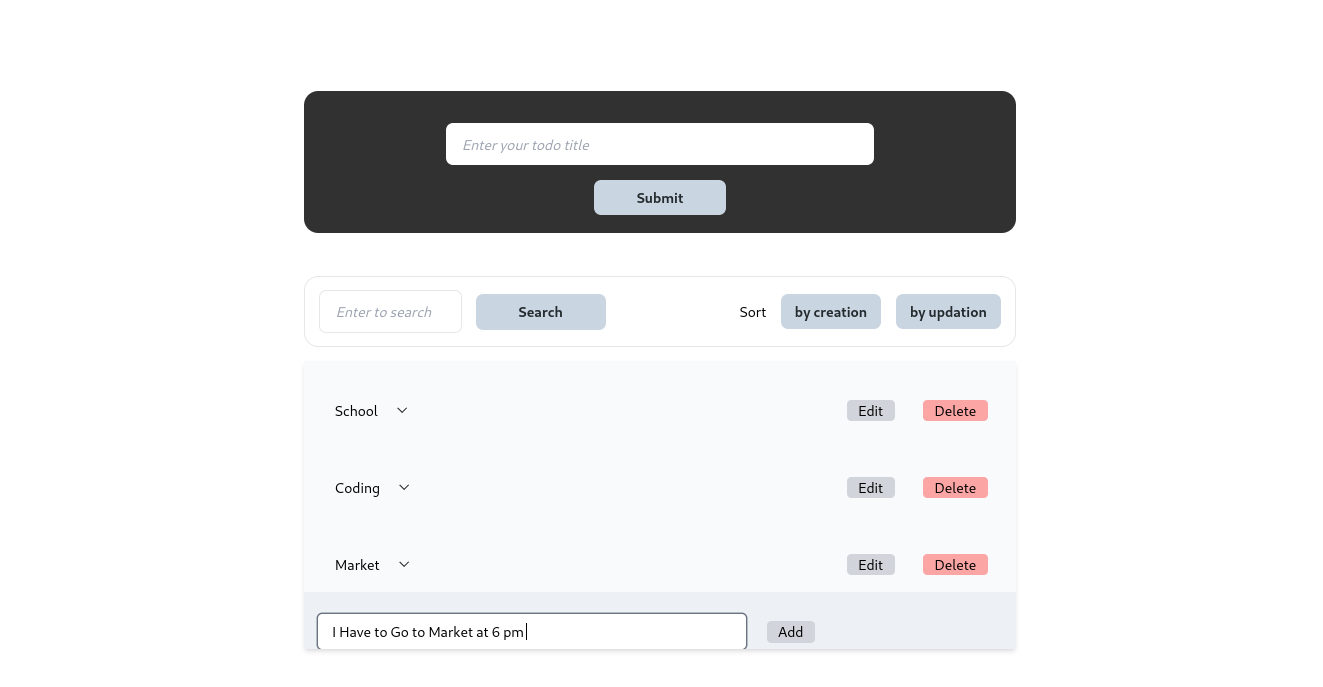 Enter your todo title
Submit
Enter to search Search Sort by creation by updation
School Edit Delete
Coding Edit Delete
Market Edit Delete
I Have to Go to Market at 6 pm Add